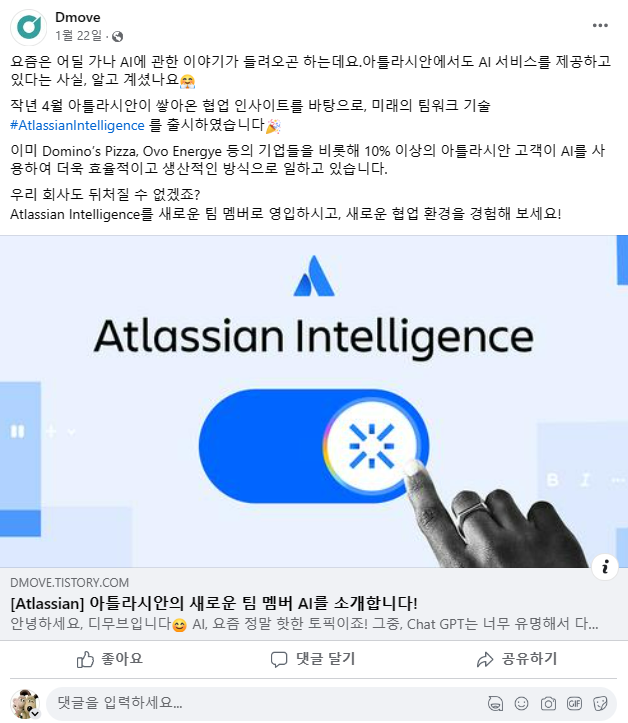 Dmove
1월 22일 ·
요즘은 어딜 가나 AI에 관한 이야기가 들려오곤 하는데요.아틀라시안에서도 AI 서비스를 제공하고
있다는 사실, 알고 계셨나요🤗
작년 4월 아틀라시안이 쌓아온 협업 인사이트를 바탕으로, 미래의 팀워크 기술
#AtlassianIntelligence 를 출시하였습니다🎉
이미 Domino's Pizza, Ovo Energye 등의 기업들을 비롯해 10% 이상의 아틀라시안 고객이 AI를 사
용하여 더욱 효율적이고 생산적인 방식으로 일하고 있습니다.
우리 회사도 뒤처질 수 없겠죠?
Atlassian Intelligence를 새로운 팀 멤버로 영입하시고, 새로운 협업 환경을 경험해 보세요!
Atlassian Intelligence
B I
DMOVE.TISTORY.COM
[Atlassian] 아틀라시안의 새로운 팀 멤버 AI를 소개합니다!
안녕하세요, 디무브입니다😊 AI, 요즘 정말 핫한 토픽이죠! 그중, Chat GPT는 너무 유명해서 다...
좋아요
댓글 달기
공유하기
댓글을 입력하세요...
GIF